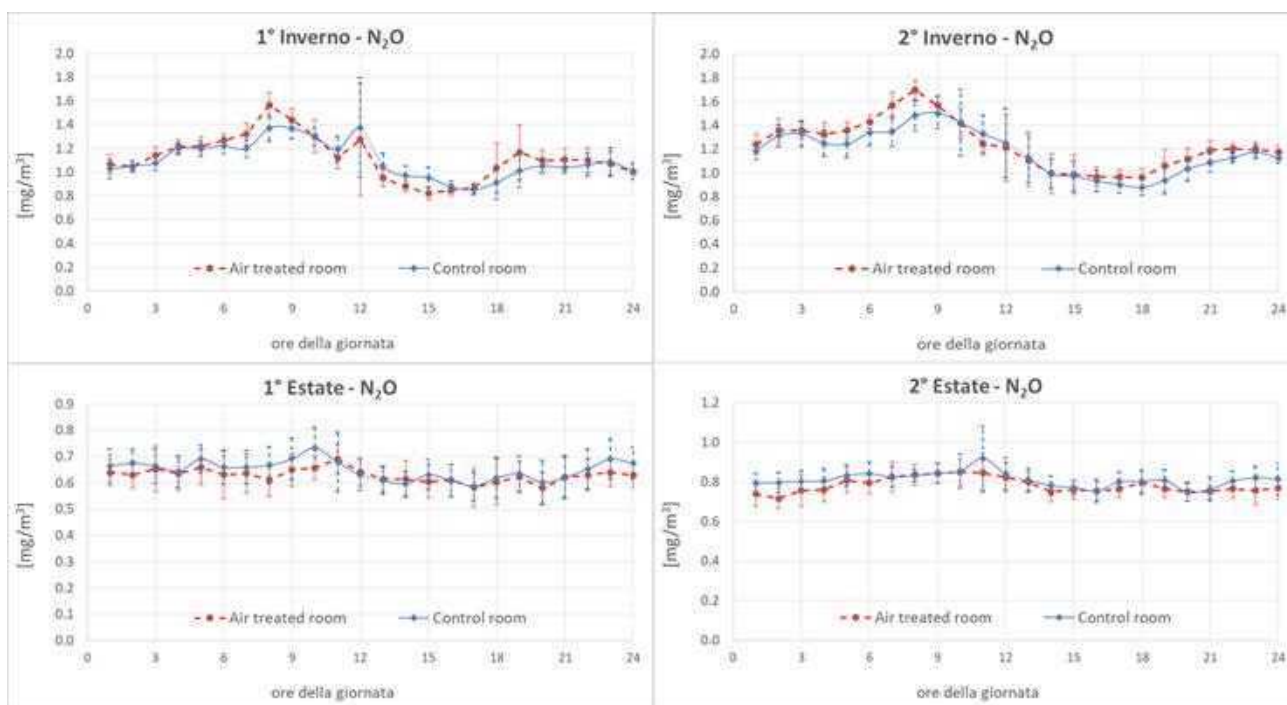 1° Inverno - N₂O
2.0
1.8
1.6
1.4
1.2
1.0
0.8
0.6
0.4
0.2
0.0
[mg/m³]
Air treated room Control room
0 3 6 9 12 15 18 21 24
ore della giornata
2° Inverno - N₂O
2.0
1.8
1.6
1.4
1.2
1.0
0.8
0.6
0.4
0.2
0.0
[mg/m³]
Air treated room Control room
0 3 6 9 12 15 18 21 24
ore della giornata
1° Estate - N₂O
0.9
0.8
0.7
0.6
0.5
0.4
0.3
0.2
0.1
0.0
[mg/m³]
Air treated room Control room
0 3 6 9 12 15 18 21 24
ore della giornata
2° Estate - N₂O
1.2
1.0
0.8
0.6
0.4
0.2
0.0
[mg/m³]
Air treated room Control room
0 3 6 9 12 15 18 21 24
ore della giornata